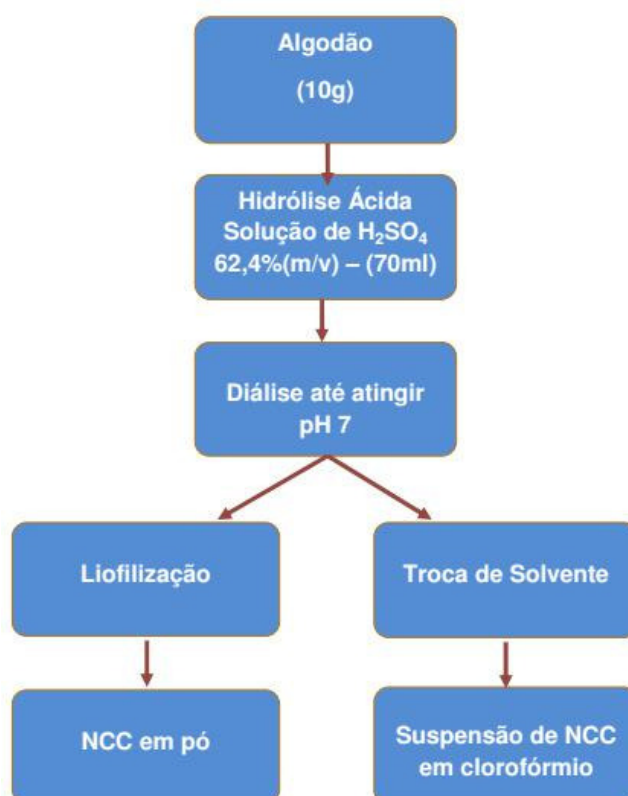 Algodão
(10g)
Hidrólise Ácida
Solução de H₂SO₄
62,4%(m/v) – (70ml)
Diálise até atingir
pH 7
Liofilização
Troca de Solvente
NCC em pó
Suspensão de NCC
em clorofórmio